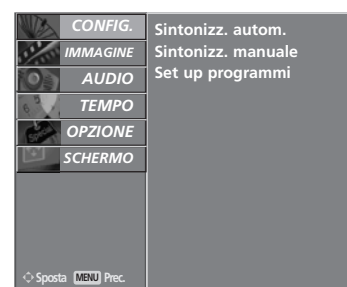 CONFIG.
IMMAGINE
AUDIO
TEMPO
OPZIONE
SCHERMO
Sintonizz. autom.
Sintonizz. manuale
Set up programmi
Sposta MENU Prec.